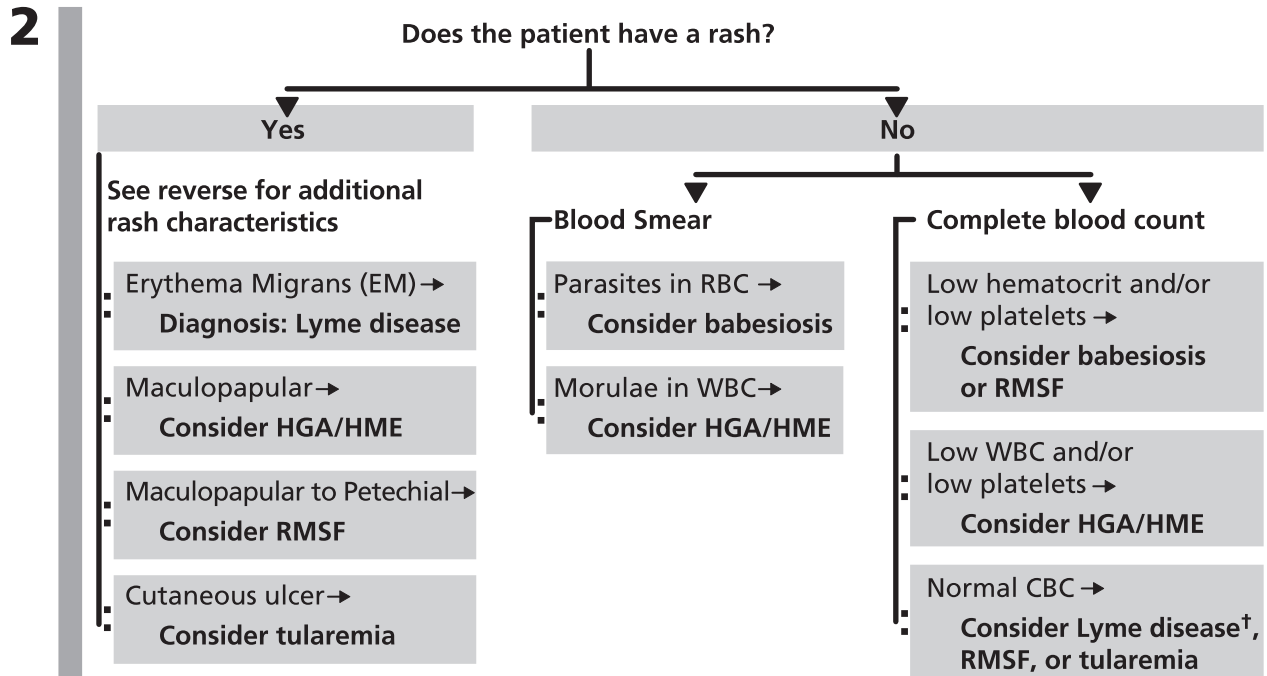 2
Does the patient have a rash?
Yes
No
See reverse for additional
rash characteristics
Erythema Migrans (EM)→
Diagnosis: Lyme disease
Maculopapular→
Consider HGA/HME
Maculopapular to Petechial→
Consider RMSF
Cutaneous ulcer→
Consider tularemia
Blood Smear
Parasites in RBC →
Consider babesiosis
Morulae in WBC→
Consider HGA/HME
Complete blood count
Low hematocrit and/or
low platelets →
Consider babesiosis
or RMSF
Low WBC and/or
low platelets →
Consider HGA/HME
Normal CBC →
Consider Lyme disease†,
RMSF, or tularemia